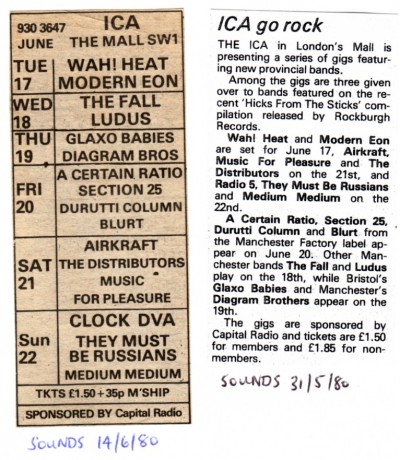 930 3647 ICA
JUNE THE MALL SW1
TUE 17 WAH! HEAT
MODERN EON
WED 18 THE FALL
LUDUS
THU 19 GLAXO BABIES
DIAGRAM BROS
FRI 20 A CERTAIN RATIO
SECTION 25
DURUTTI COLUMN
BLURT
SAT 21 AIRKRAFT
THE DISTRIBUTORS
MUSIC
FOR PLEASURE
Sun 22 CLOCK DVA
THEY MUST
BE RUSSIANS
MEDIUM MEDIUM
TKTS £1.50+35p M'SHIP
SPONSORED BY Capital Radio
SOUNDS 14/6/80
ICA go rock
THE ICA in London's Mall is
presenting a series of gigs featur-
ing new provincial bands.
Among the gigs are three given
over to bands featured on the re-
cent 'Hicks From The Sticks' com-
pilation released by Rockburgh
Records.
Wah! Heat and Modern Eon
are set for June 17, Airkraft,
Music For Pleasure and The
Distributors on the 21st, and
Radio 5, They Must Be Russians
and Medium Medium on the
22nd.
A Certain Ratio, Section 25,
Durutti Column and Blurt from
the Manchester Factory label ap-
pear on June 20. Other Man-
chester bands The Fall and Ludus
play on the 18th, while Bristol's
Glaxo Babies and Manchester's
Diagram Brothers appear on the
19th.
The gigs are sponsored by
Capital Radio and tickets are £1.50
for members and £1.85 for non-
members.
SOUNDS 31/5/80